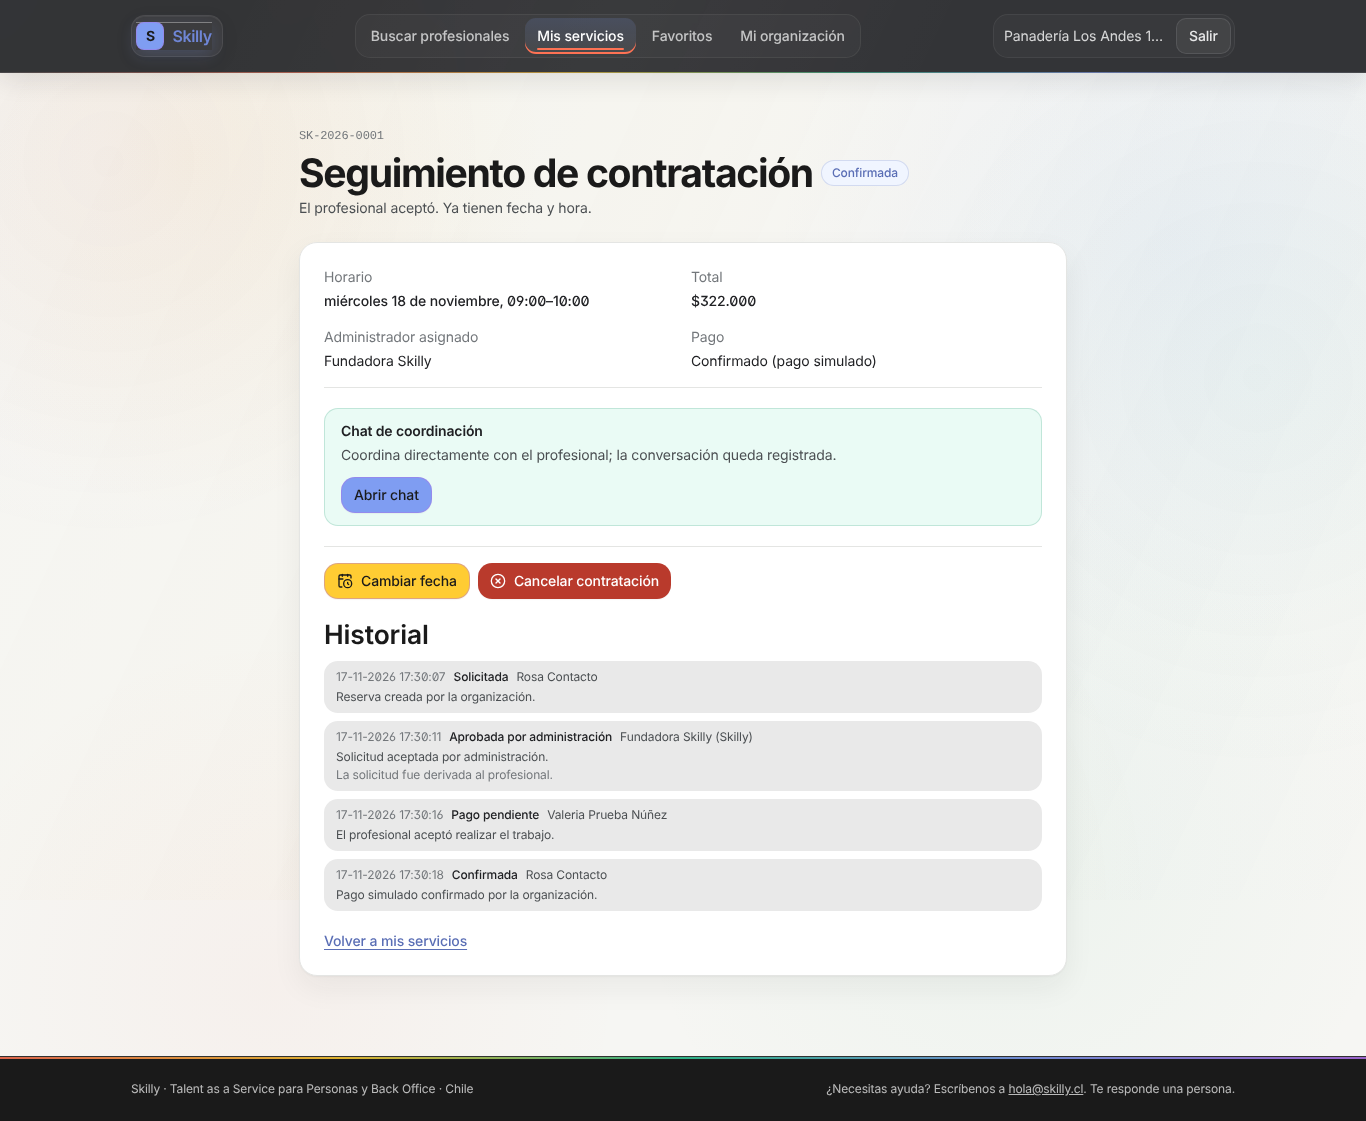 S Skilly
Buscar profesionales
Mis servicios
Favoritos
Mi organización
Panadería Los Andes 1...
Salir
SK-2026-0001
Seguimiento de contratación
Confirmada
El profesional aceptó. Ya tienen fecha y hora.
Horario
miércoles 18 de noviembre, 09:00–10:00
Total
$322.000
Administrador asignado
Fundadora Skilly
Pago
Confirmado (pago simulado)
Chat de coordinación
Coordina directamente con el profesional; la conversación queda registrada.
Abrir chat
Cambiar fecha
Cancelar contratación
Historial
17-11-2026 17:30:07 Solicitada Rosa Contacto
Reserva creada por la organización.
17-11-2026 17:30:11 Aprobada por administración Fundadora Skilly (Skilly)
Solicitud aceptada por administración.
La solicitud fue derivada al profesional.
17-11-2026 17:30:16 Pago pendiente Valeria Prueba Núñez
El profesional aceptó realizar el trabajo.
17-11-2026 17:30:18 Confirmada Rosa Contacto
Pago simulado confirmado por la organización.
Volver a mis servicios
Skilly · Talent as a Service para Personas y Back Office · Chile
¿Necesitas ayuda? Escríbenos a hola@skilly.cl. Te responde una persona.